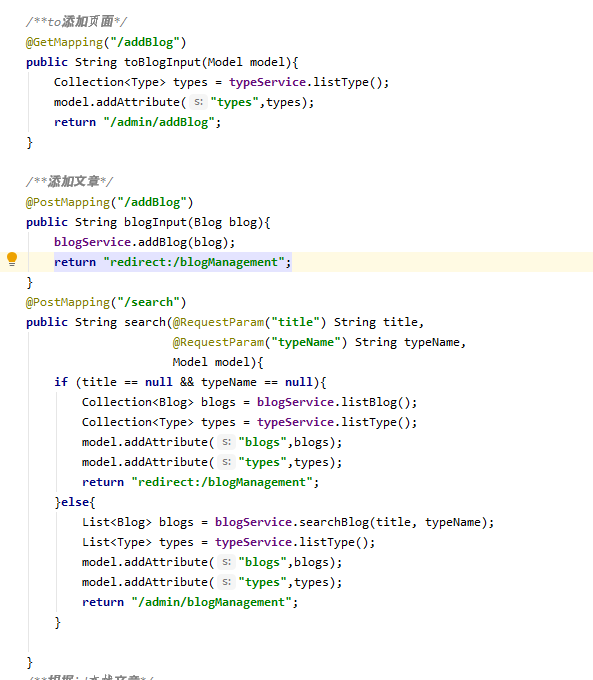 /**to添加页面*/
@GetMapping("/addBlog")
public String toBlogInput(Model model){
    Collection<Type> types = typeService.listType();
    model.addAttribute( s: "types",types);
    return "/admin/addBlog";
}
/**添加文章*/
@PostMapping("/addBlog")
public String blogInput(Blog blog){
    blogService.addBlog(blog);
    return "redirect:/blogManagement";
}
@PostMapping("/search")
public String search(@RequestParam("title") String title,
                     @RequestParam("typeName") String typeName,
                     Model model){
    if (title == null && typeName == null){
        Collection<Blog> blogs = blogService.listBlog();
        Collection<Type> types = typeService.listType();
        model.addAttribute( s: "blogs",blogs);
        model.addAttribute( s: "types",types);
        return "redirect:/blogManagement";
    }else{
        List<Blog> blogs = blogService.searchBlog(title, typeName);
        List<Type> types = typeService.listType();
        model.addAttribute( s: "blogs",blogs);
        model.addAttribute( s: "types",types);
        return "/admin/blogManagement";
    }
}